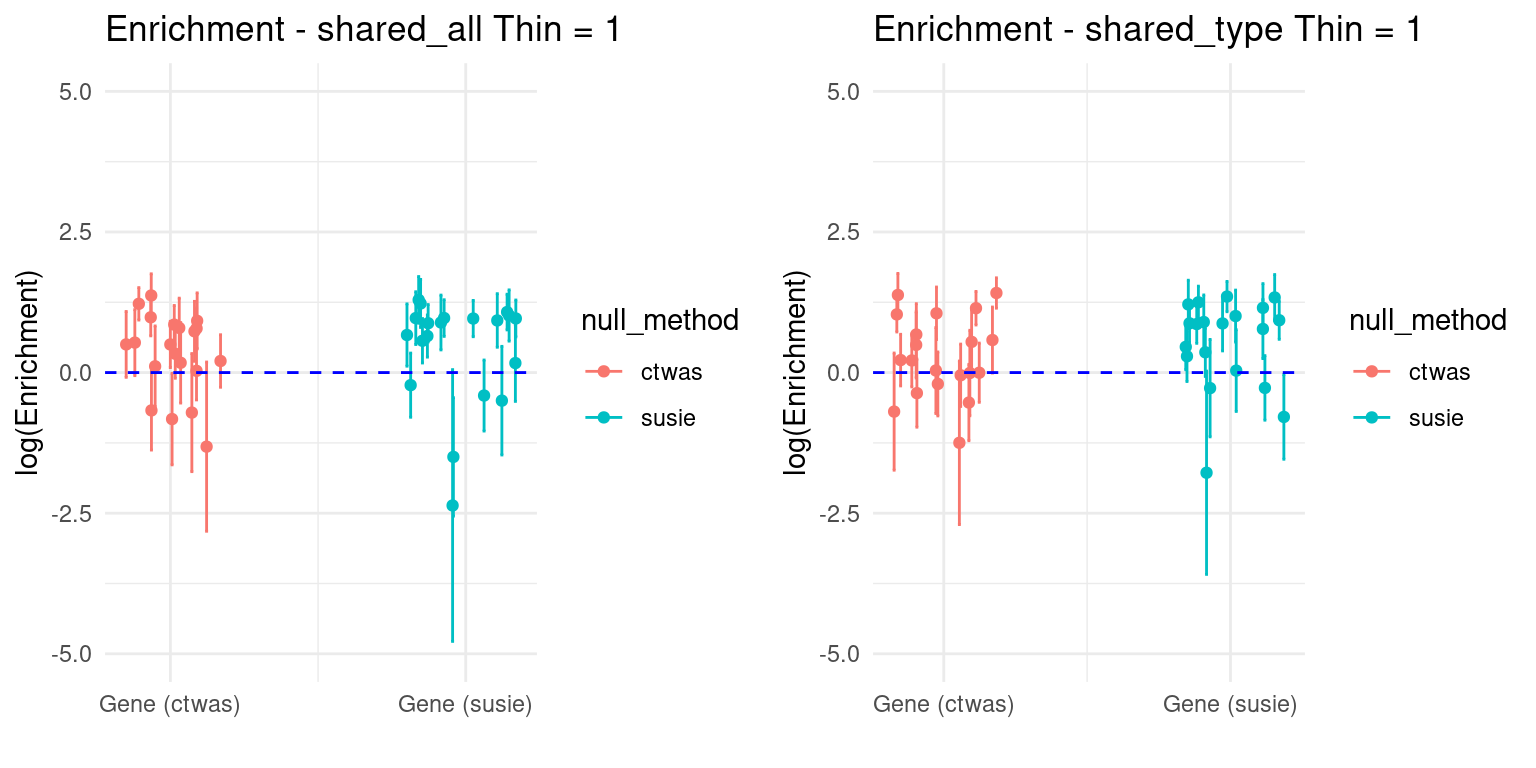 Enrichment - shared_all Thin = 1
log(Enrichment)
5.0
2.5
0.0
-2.5
-5.0
Gene (ctwas)
Gene (susie)
null_method
ctwas
susie
Enrichment - shared_type Thin = 1
log(Enrichment)
5.0
2.5
0.0
-2.5
-5.0
Gene (ctwas)
Gene (susie)
null_method
ctwas
susie